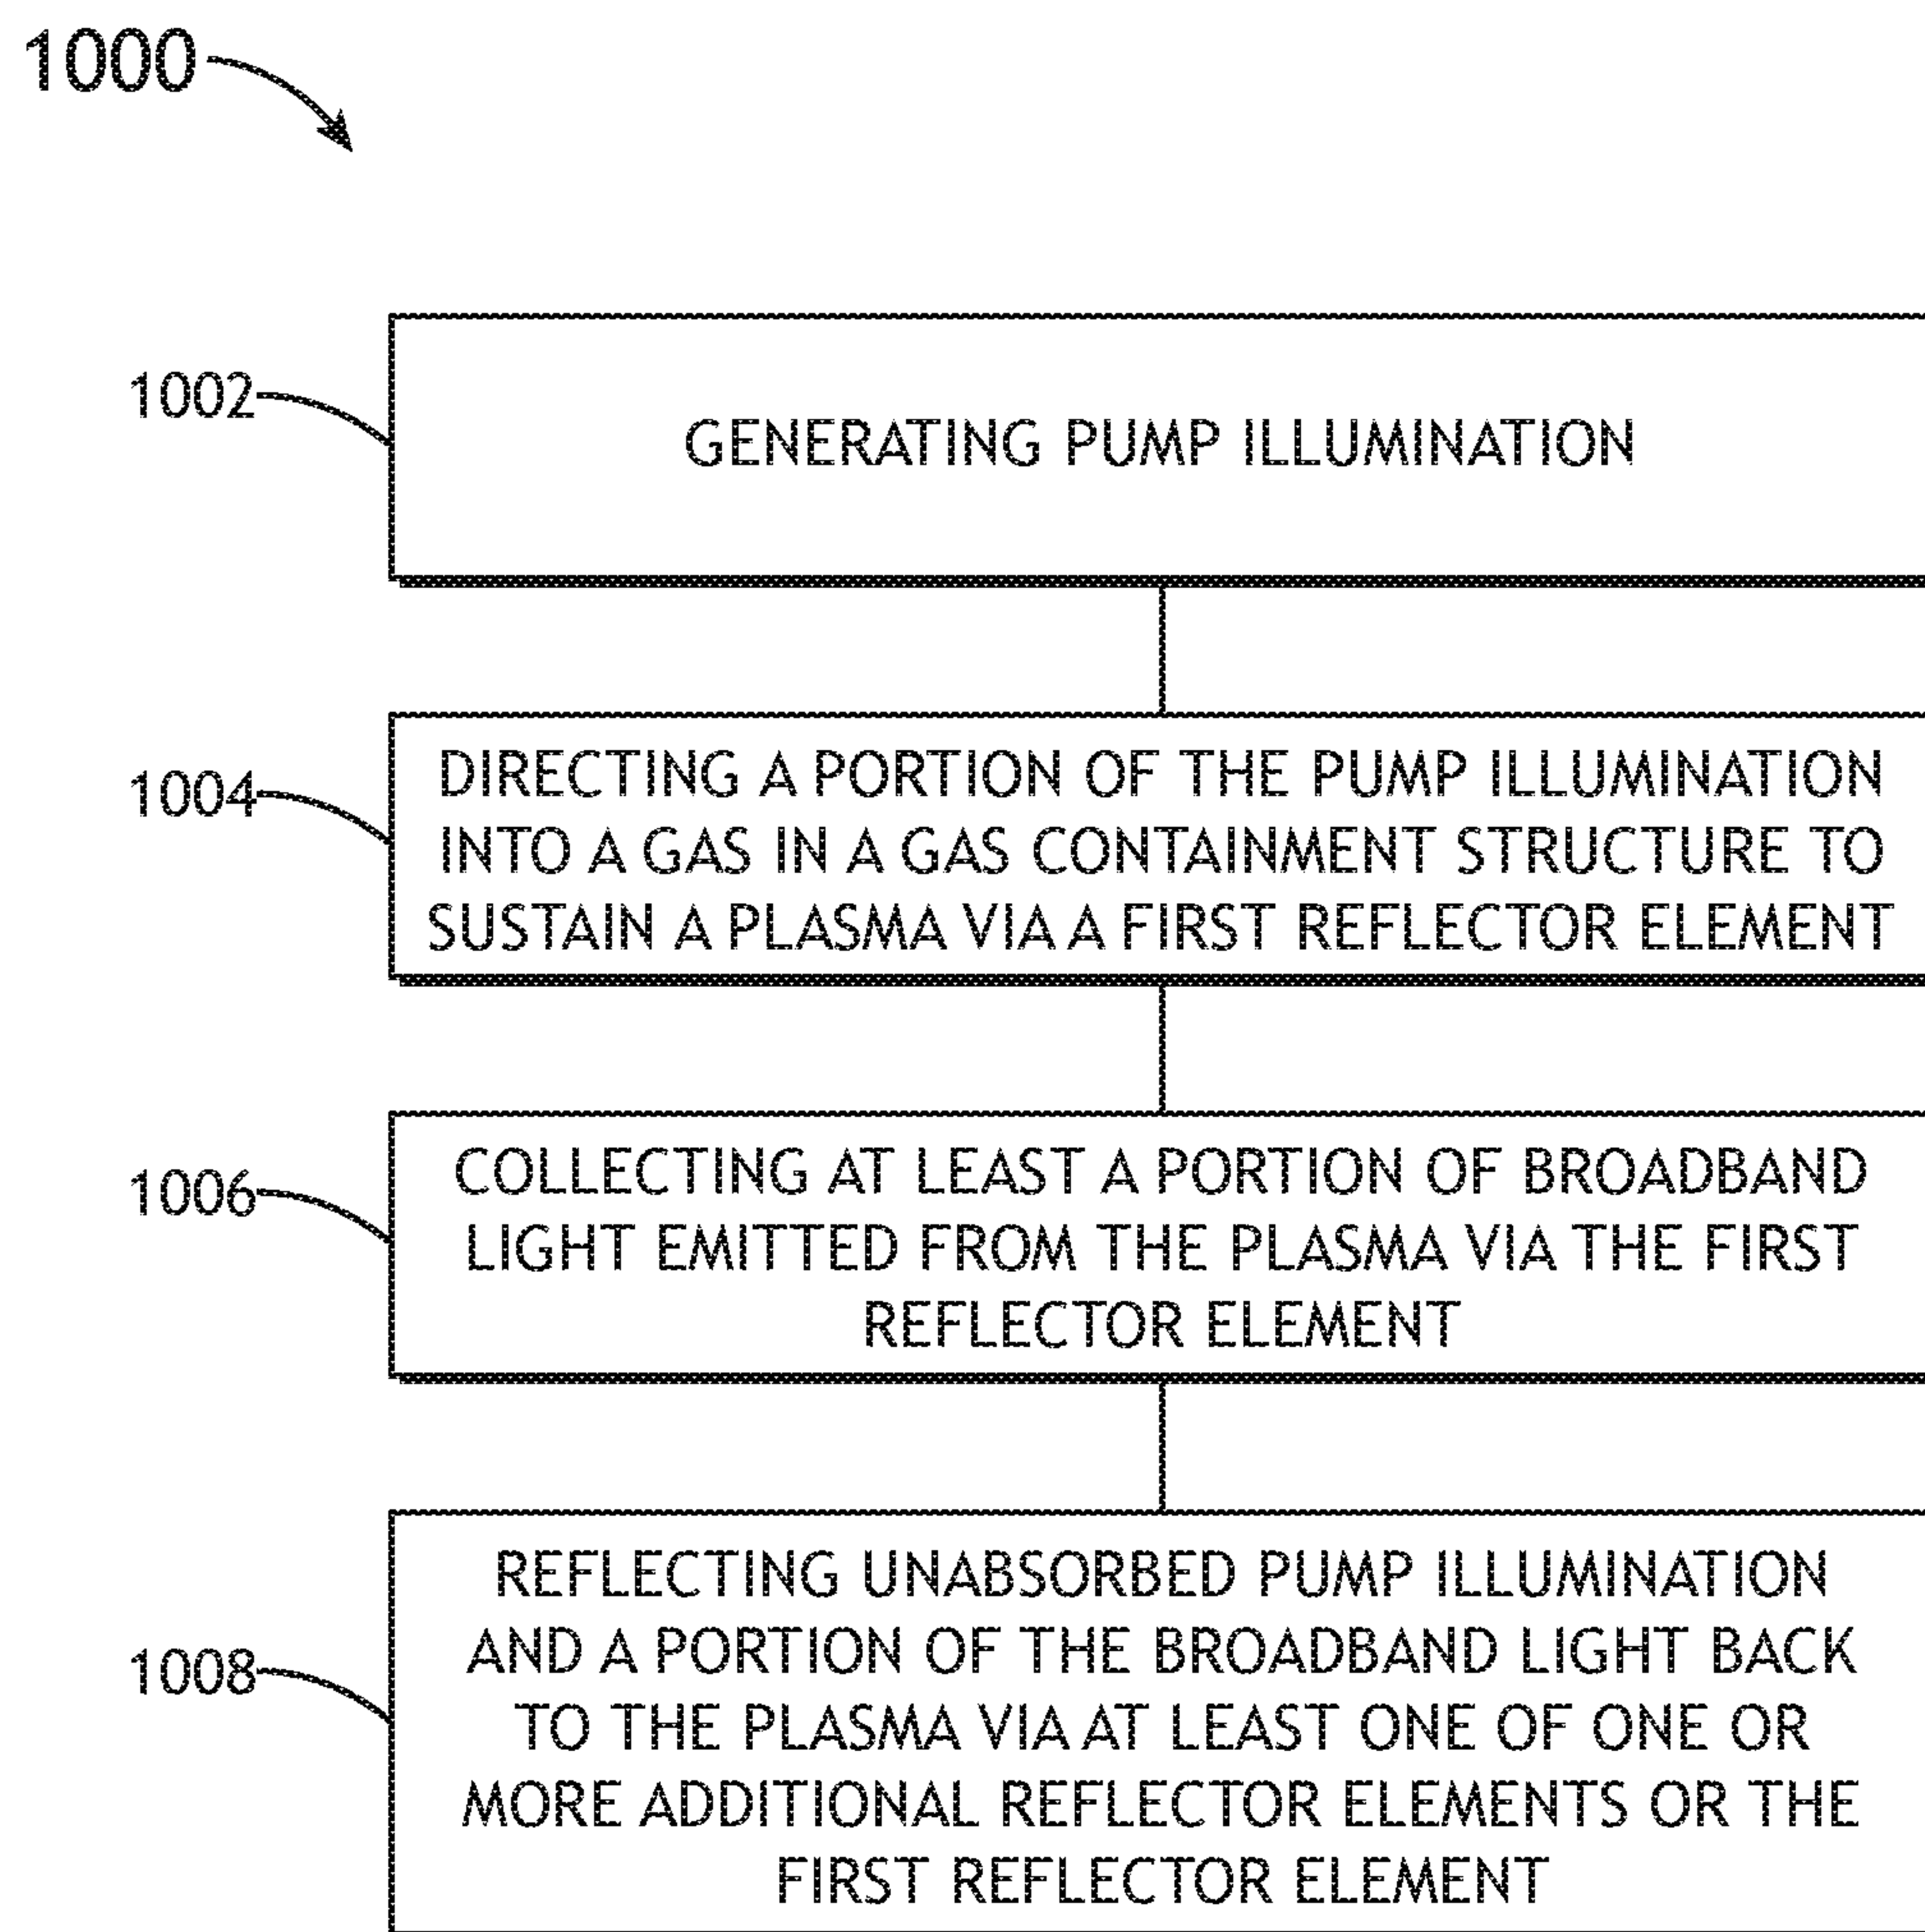 1000
1002
GENERATING PUMP ILLUMINATION
1004
DIRECTING A PORTION OF THE PUMP ILLUMINATION
INTO A GAS IN A GAS CONTAINMENT STRUCTURE TO
SUSTAIN A PLASMA VIA A FIRST REFLECTOR ELEMENT
1006
COLLECTING AT LEAST A PORTION OF BROADBAND
LIGHT EMITTED FROM THE PLASMA VIA THE FIRST
REFLECTOR ELEMENT
1008
REFLECTING UNABSORBED PUMP ILLUMINATION
AND A PORTION OF THE BROADBAND LIGHT BACK
TO THE PLASMA VIA AT LEAST ONE OF ONE OR
MORE ADDITIONAL REFLECTOR ELEMENTS OR THE
FIRST REFLECTOR ELEMENT